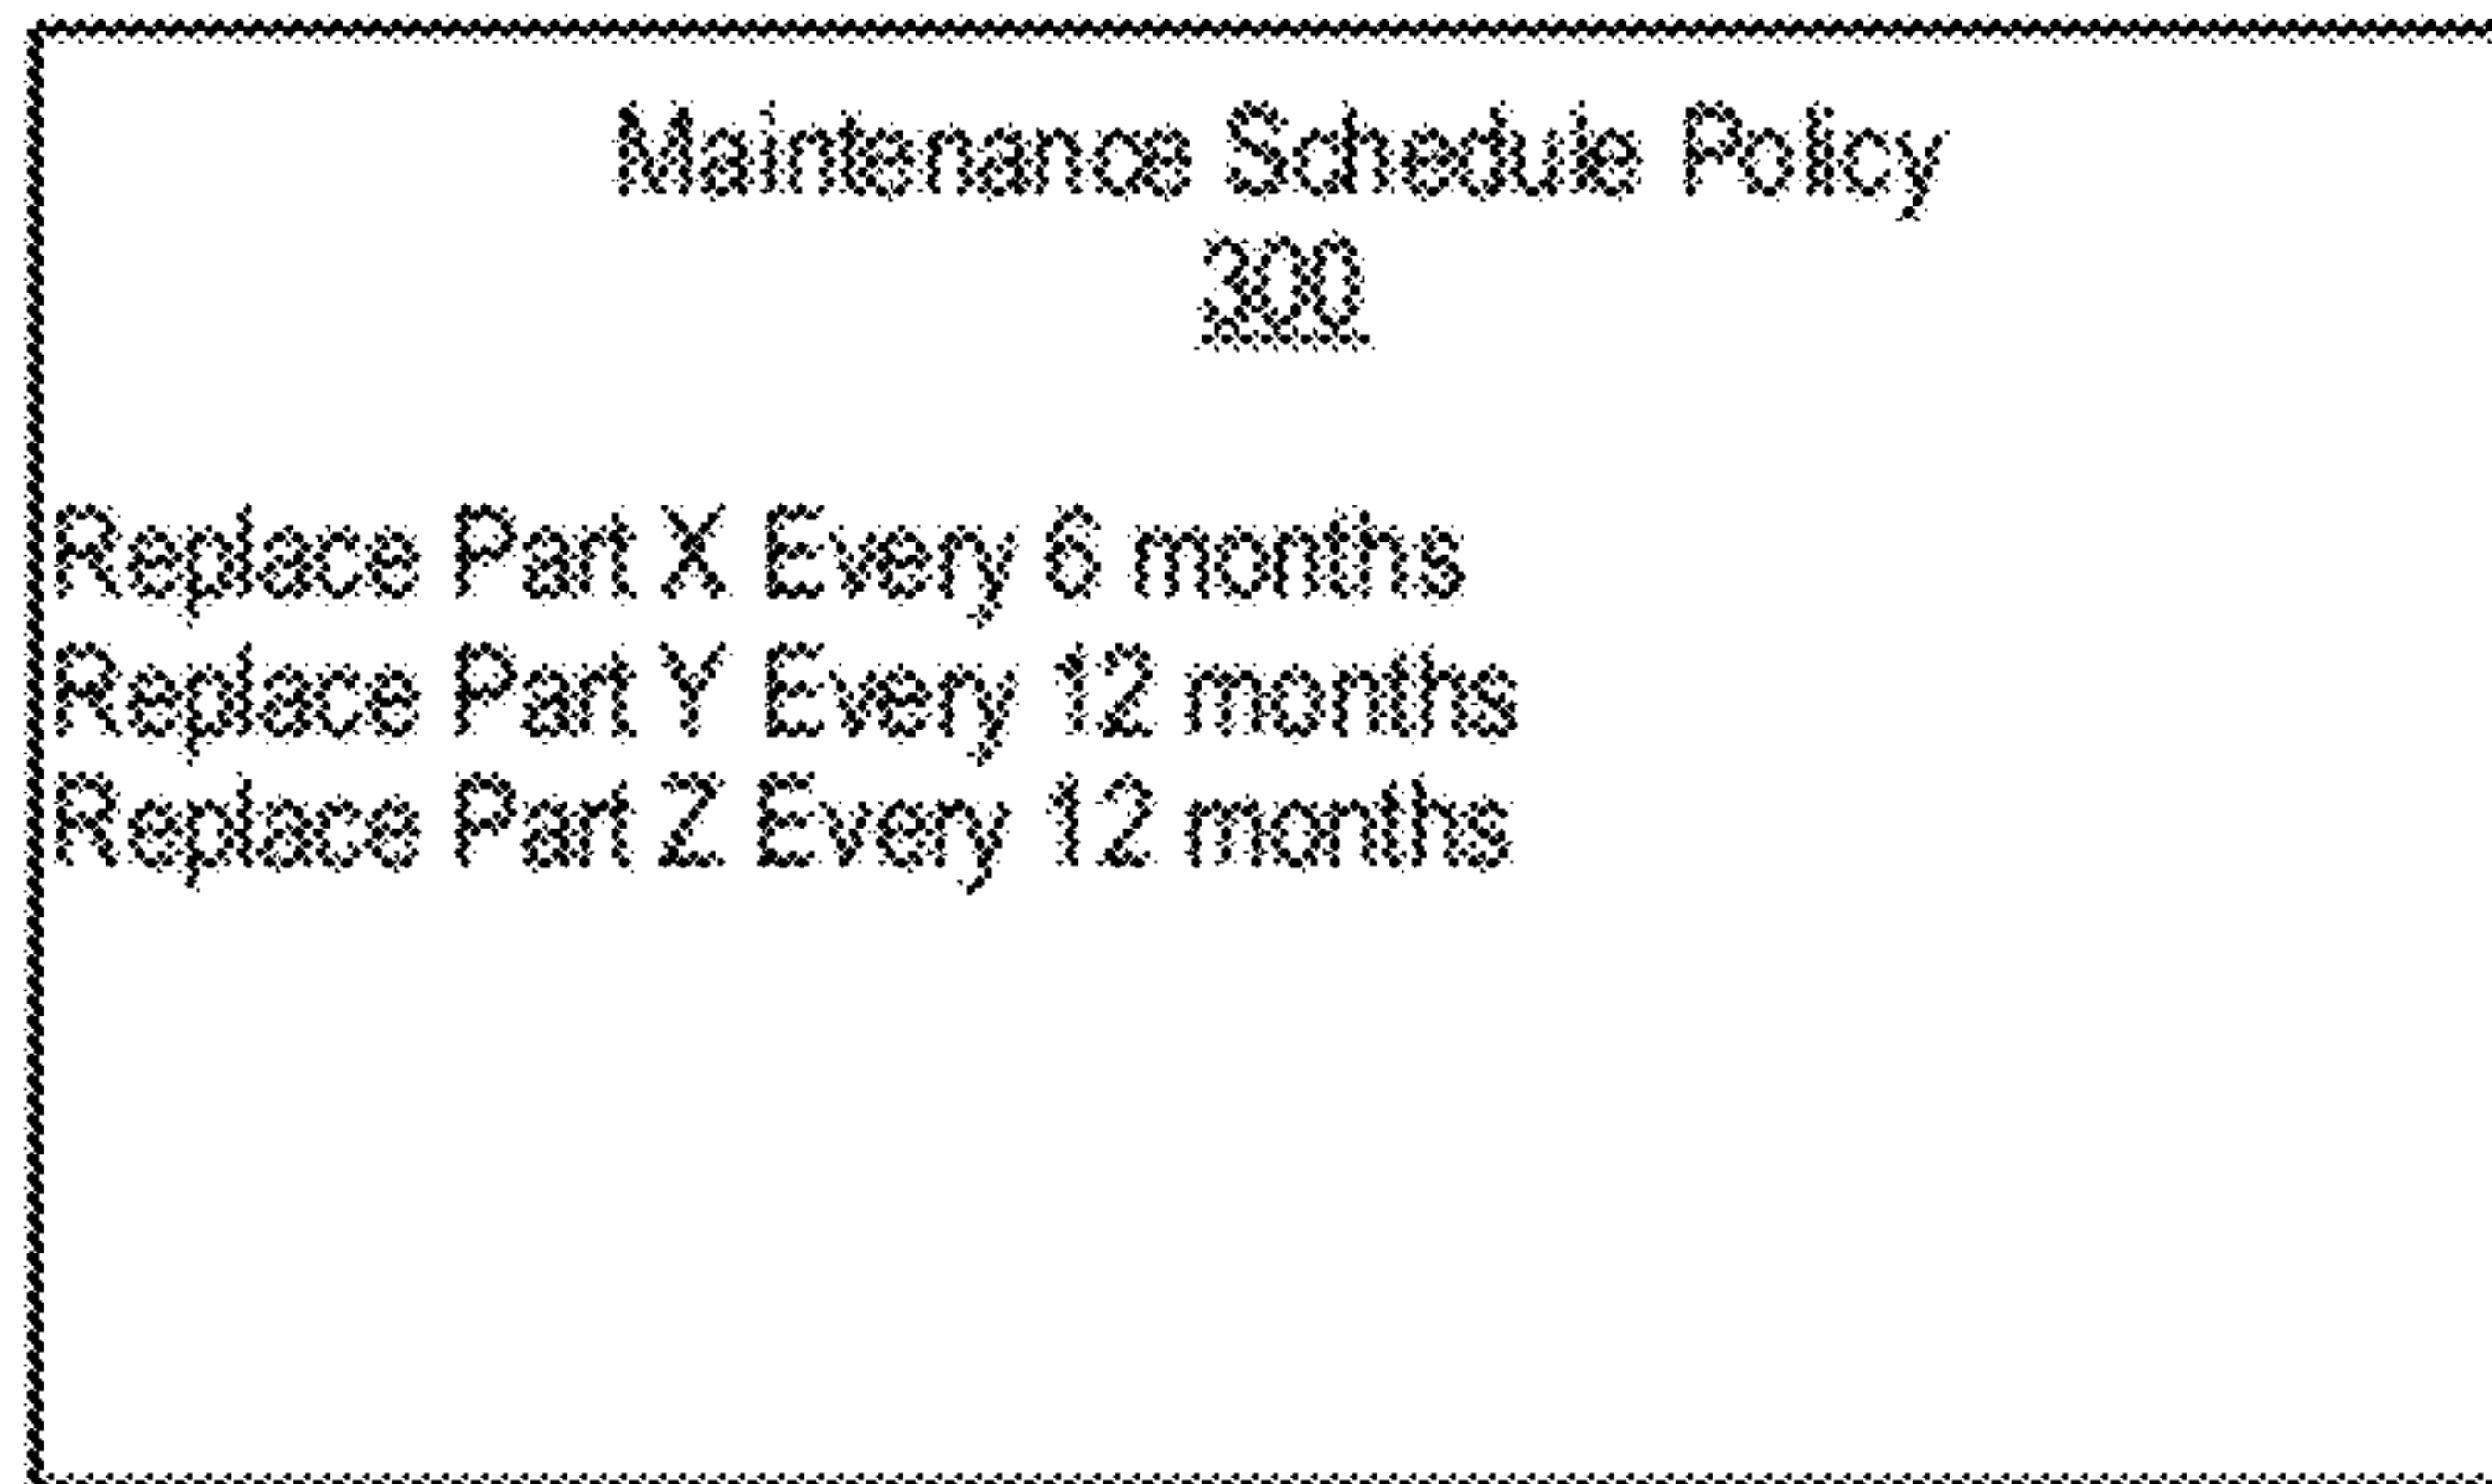 Maintenance Schedule Policy
300
Replace Part X Every 6 months
Replace Part Y Every 12 months
Replace Part Z Every 12 months